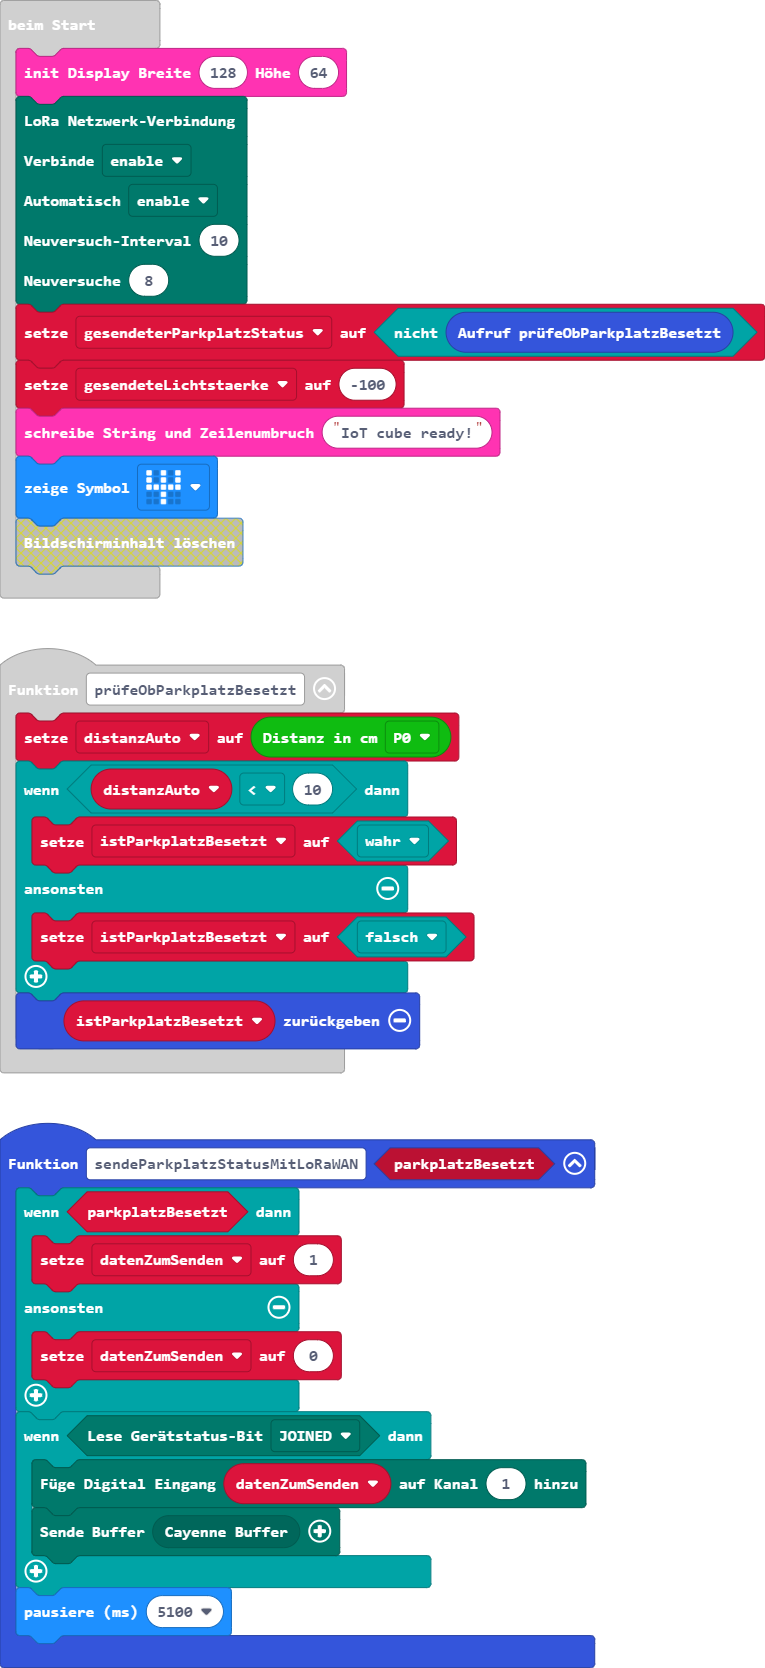 beim Start
init Display Breite 128 Höhe 64
LoRa Netzwerk-Verbindung
Verbinde enable
Automatisch enable
Neuversuch-Interval 10
Neuversuche 8
setze gesendeterParkplatzStatus auf nicht Aufruf prüfeObParkplatzBesetzt
setze gesendeteLichtstaerke auf -100
schreibe String und Zeilenumbruch "IoT cube ready!"
zeige Symbol
Bildschirminhalt löschen
Funktion prüfeObParkplatzBesetzt
setze distanzAuto auf Distanz in cm P0
wenn distanzAuto < 10 dann
setze istParkplatzBesetzt auf wahr
ansonsten
setze istParkplatzBesetzt auf falsch
istParkplatzBesetzt zurückgeben
Funktion sendeParkplatzStatusMitLoRaWAN parkplatzBesetzt
wenn parkplatzBesetzt dann
setze datenZumSenden auf 1
ansonsten
setze datenZumSenden auf 0
wenn Lese Gerätstatus-Bit JOINED dann
Füge Digital Eingang datenZumSenden auf Kanal 1 hinzu
Sende Buffer Cayenne Buffer
pausiere (ms) 5100